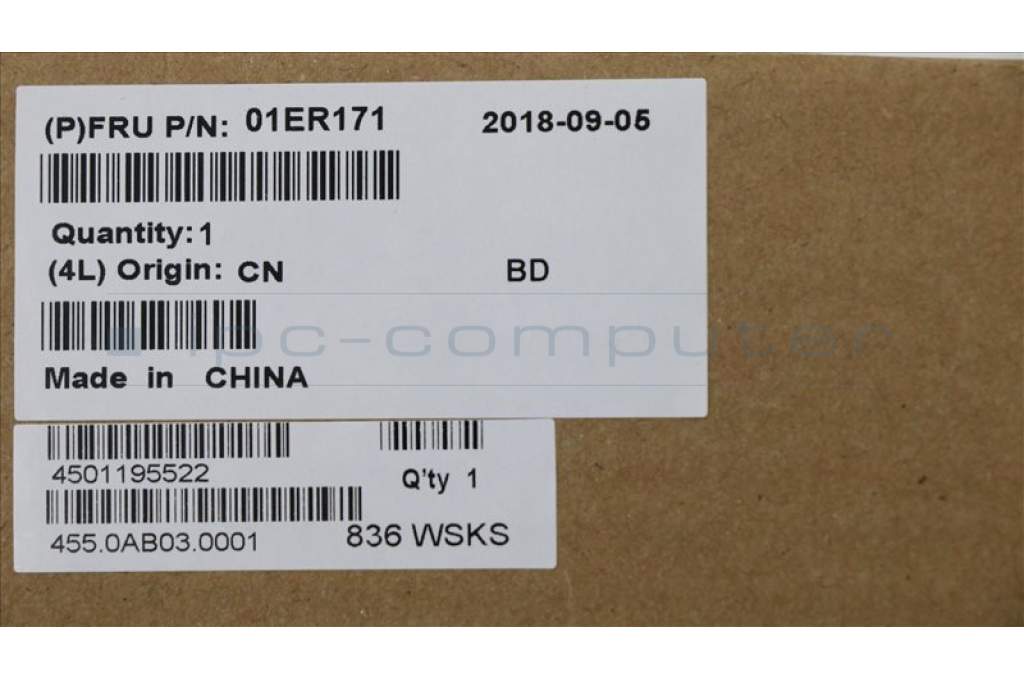 (P)FRU P/N: 01ER171 2018-09-05
Quantity: 1
(4L) Origin: CN BD
ipc-computer
Made in CHINA
4501195522
Q'ty 1
455.0AB03.0001 836 WSKS